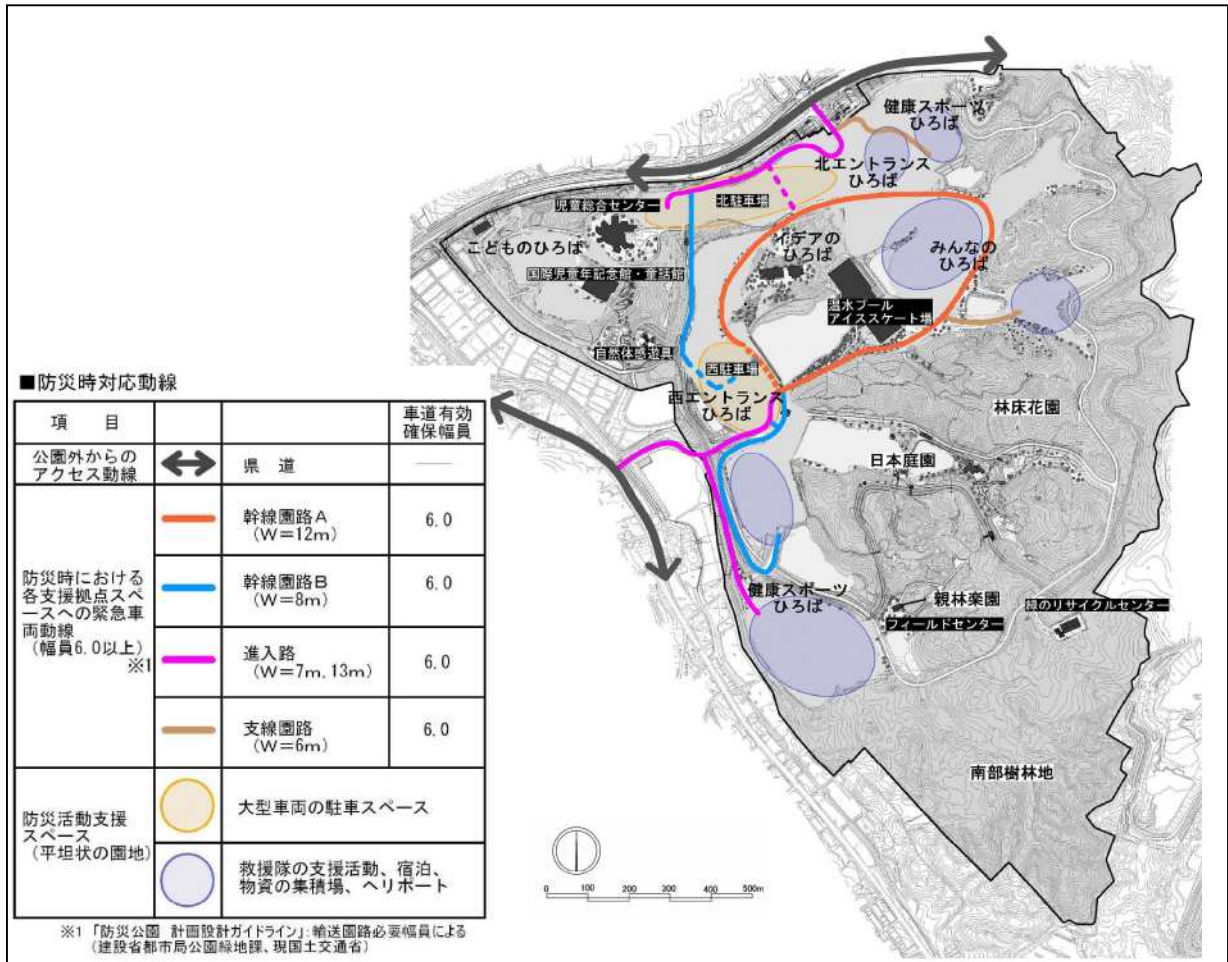 健康スポーツ
ひろば
北エントランス
ひろば
児童総合センター
北駐車場
こどものひろば
イデアの
ひろば
みんなの
ひろば
国際児童年記念館・童話館
温水プール
アイススケート場
自然体感遊具
西駐車場
西エントランス
ひろば
林床花園
日本庭園
健康スポーツ
ひろば
親林楽園
フィールドセンター
緑のリサイクルセンター
南部樹林地
0 100 200 300 400 500m
■防災時対応動線
項 目
車道有効
確保幅員
公園外からの
アクセス動線
県 道
防災時における
各支援拠点スペ
ースへの緊急車
両動線
(幅員6.0以上)
※1
幹線園路A
(W=12m)
6.0
幹線園路B
(W=8m)
6.0
進入路
(W=7m,13m)
6.0
支線園路
(W=6m)
6.0
防災活動支援
スペース
(平坦状の園地)
大型車両の駐車スペース
救援隊の支援活動、宿泊、
物資の集積場、ヘリポート
※1 「防災公園 計画設計ガイドライン」:輸送園路必要幅員による
(建設省都市局公園緑地課、現国土交通省)